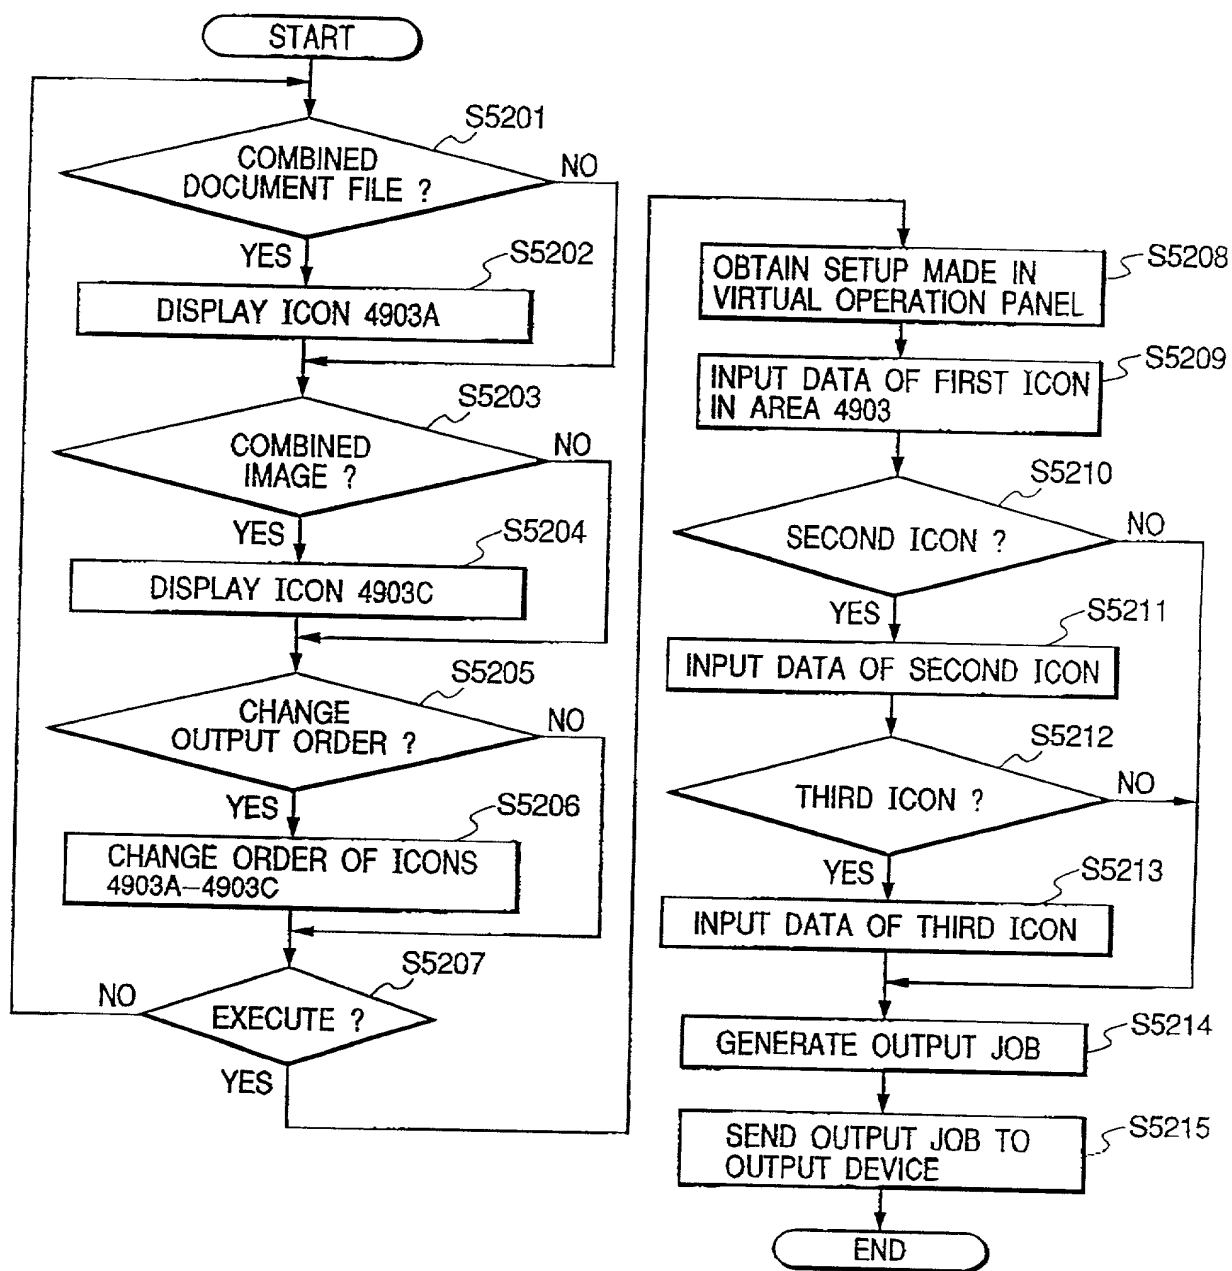 START
S5201
COMBINED
DOCUMENT FILE ?
NO
YES
S5202
DISPLAY ICON 4903A
S5203
COMBINED
IMAGE ?
NO
YES
S5204
DISPLAY ICON 4903C
S5205
CHANGE
OUTPUT ORDER ?
NO
YES
S5206
CHANGE ORDER OF ICONS
4903A-4903C
S5207
NO
EXECUTE ?
YES
S5208
OBTAIN SETUP MADE IN
VIRTUAL OPERATION PANEL
S5209
INPUT DATA OF FIRST ICON
IN AREA 4903
S5210
SECOND ICON ?
NO
YES
S5211
INPUT DATA OF SECOND ICON
S5212
THIRD ICON ?
NO
YES
S5213
INPUT DATA OF THIRD ICON
S5214
GENERATE OUTPUT JOB
S5215
SEND OUTPUT JOB TO
OUTPUT DEVICE
END